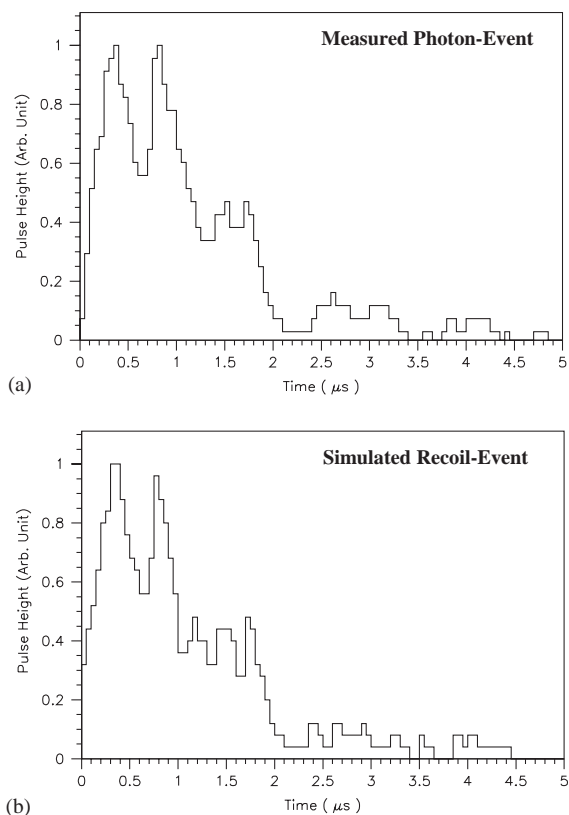 Measured Photon-Event
Pulse Height (Arb. Unit)
1
0.8
0.6
0.4
0.2
0
0 0.5 1 1.5 2 2.5 3 3.5 4 4.5 5
Time ( μs )
(a)
Simulated Recoil-Event
Pulse Height (Arb. Unit)
1
0.8
0.6
0.4
0.2
0
0 0.5 1 1.5 2 2.5 3 3.5 4 4.5 5
Time ( μs )
(b)